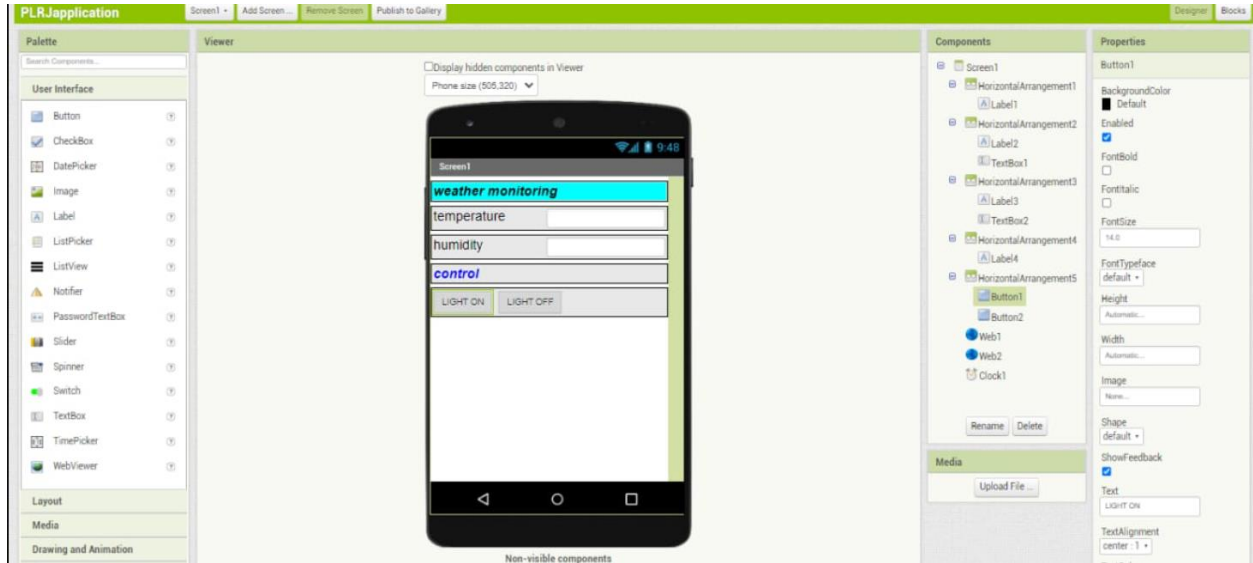 PLRJapplication
Screen1
Add Screen ...
Remove Screen
Publish to Gallery
Designer
Blocks
Palette
Search Components...
User Interface
Button
CheckBox
DatePicker
Image
Label
ListPicker
ListView
Notifier
PasswordTextBox
Slider
Spinner
Switch
TextBox
TimePicker
WebViewer
Layout
Media
Drawing and Animation
Viewer
Display hidden components in Viewer
Phone size (505,320)
9:48
Screen1
weather monitoring
temperature
humidity
control
LIGHT ON LIGHT OFF
Non-visible components
Components
Screen1
HorizontalArrangement1
Label1
HorizontalArrangement2
Label2
TextBox1
HorizontalArrangement3
Label3
TextBox2
HorizontalArrangement4
Label4
HorizontalArrangement5
Button1
Button2
Web1
Web2
Clock1
Rename Delete
Media
Upload File ...
Properties
Button1
BackgroundColor
Default
Enabled
FontBold
FontItalic
FontSize
14.0
FontTypeface
default
Height
Automatic...
Width
Automatic...
Image
None...
Shape
default
ShowFeedback
Text
LIGHT ON
TextAlignment
center : 1